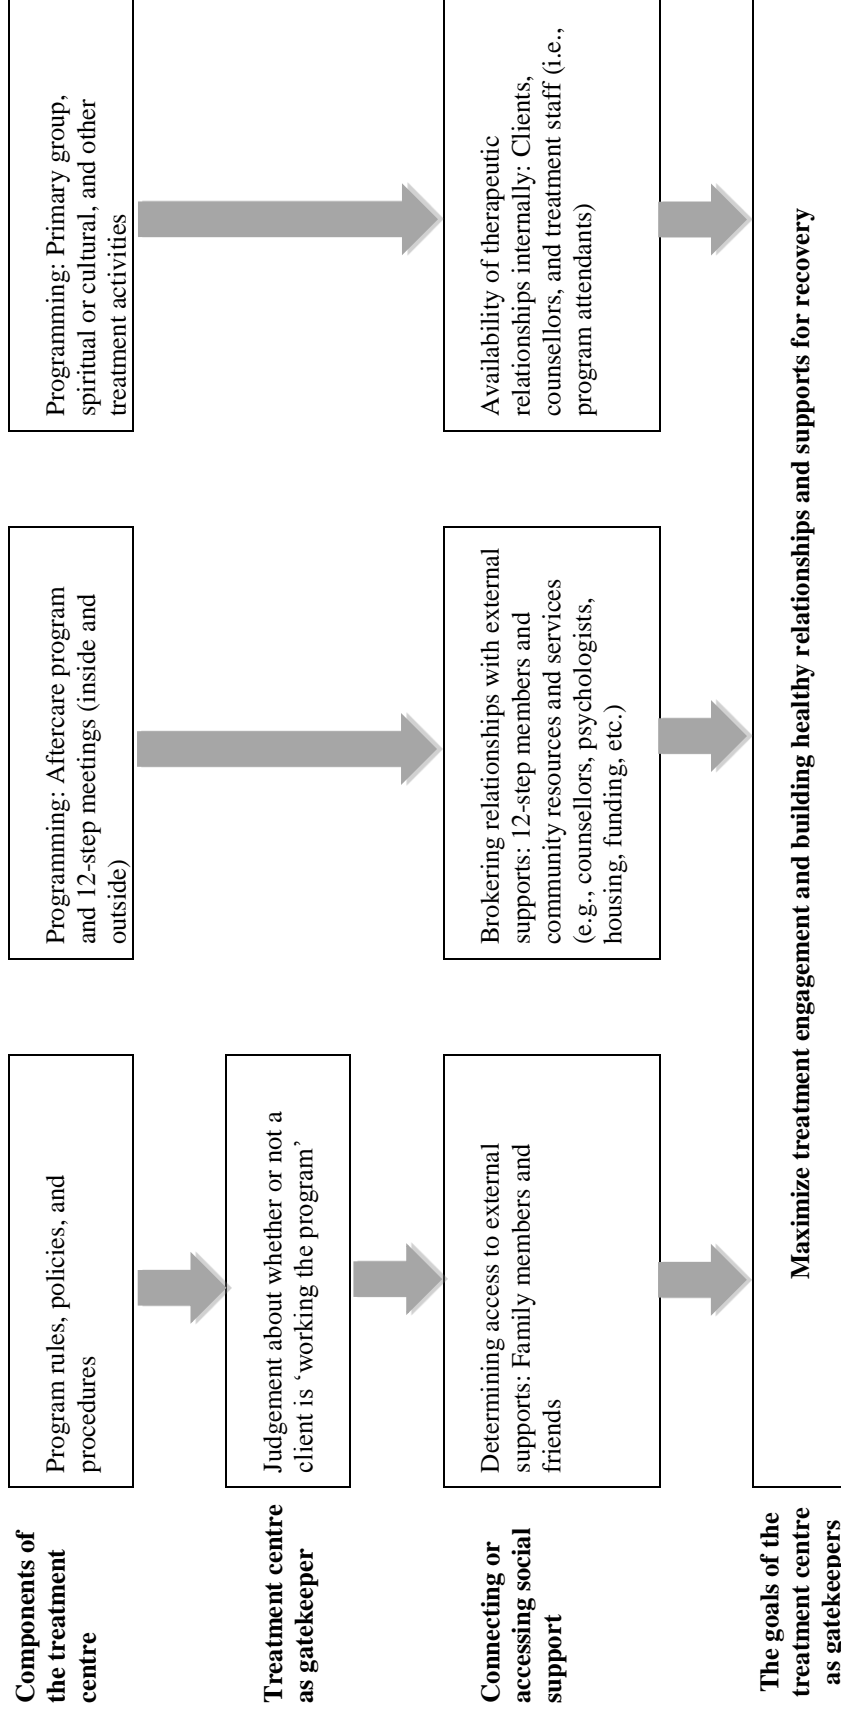 Components of
the treatment
centre
Program rules, policies, and
procedures
Programming: Aftercare program
and 12-step meetings (inside and
outside)
Programming: Primary group,
spiritual or cultural, and other
treatment activities
Treatment centre
as gatekeeper
Judgement about whether or not a
client is ‘working the program’
Connecting or
accessing social
support
Determining access to external
supports: Family members and
friends
Brokering relationships with external
supports: 12-step members and
community resources and services
(e.g., counsellors, psychologists,
housing, funding, etc.)
Availability of therapeutic
relationships internally: Clients,
counsellors, and treatment staff (i.e.,
program attendants)
The goals of the
treatment centre
as gatekeepers
Maximize treatment engagement and building healthy relationships and supports for recovery